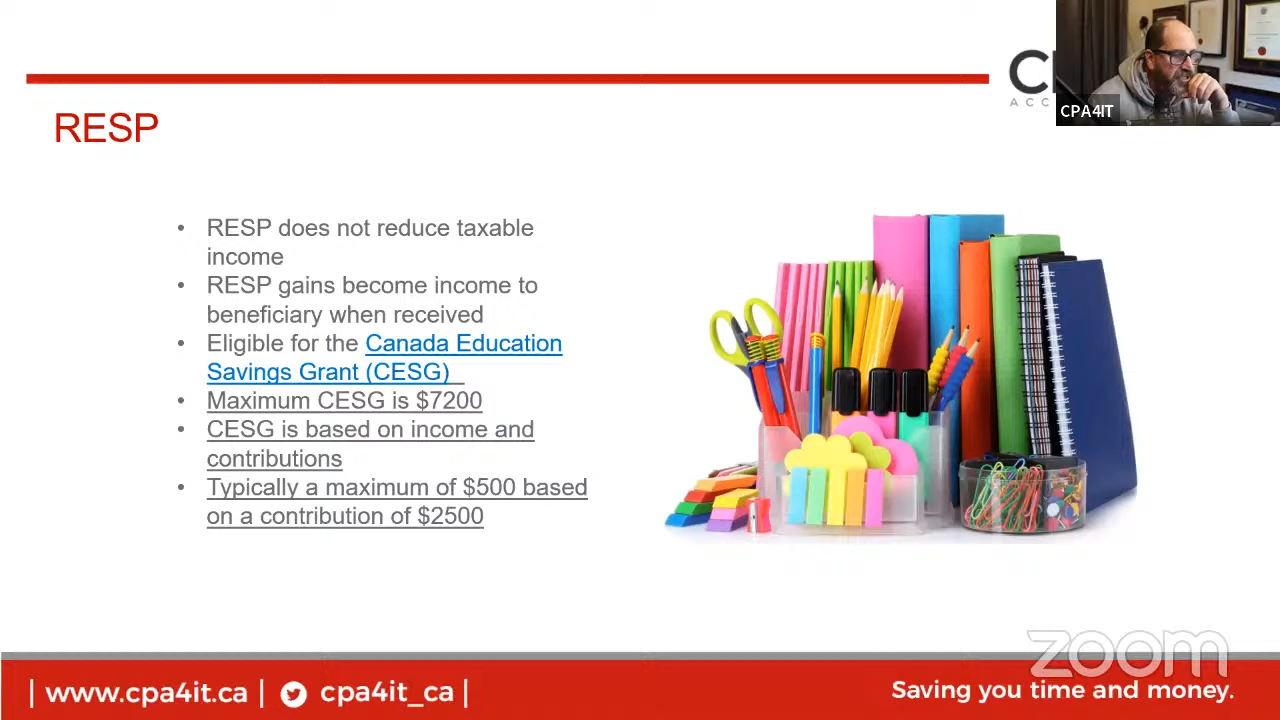 CPA4IT
RESP
• RESP does not reduce taxable
income
• RESP gains become income to
beneficiary when received
• Eligible for the Canada Education
Savings Grant (CESG)
• Maximum CESG is $7200
• CESG is based on income and
contributions
• Typically a maximum of $500 based
on a contribution of $2500
zoom
| www.cpa4it.ca | cpa4it_ca |
Saving you time and money.